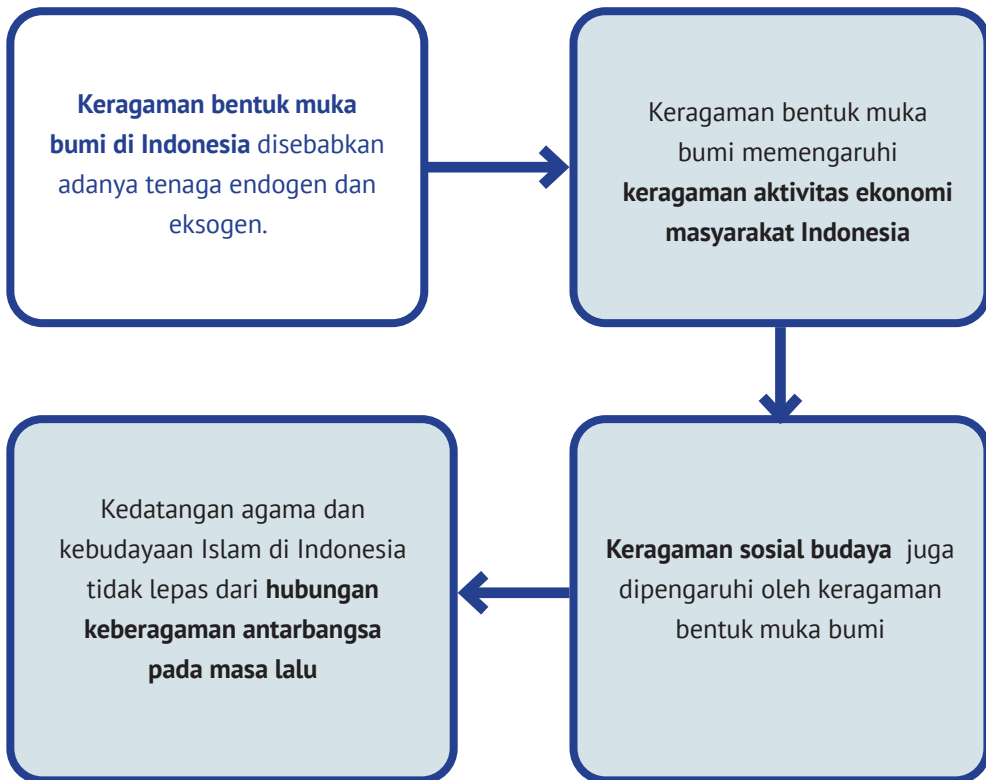 Keragaman bentuk muka
bumi di Indonesia disebabkan
adanya tenaga endogen dan
eksogen.
Keragaman bentuk muka
bumi memengaruhi
keragaman aktivitas ekonomi
masyarakat Indonesia
Keragaman sosial budaya juga
dipengaruhi oleh keragaman
bentuk muka bumi
Kedatangan agama dan
kebudayaan Islam di Indonesia
tidak lepas dari hubungan
keberagaman antarbangsa
pada masa lalu